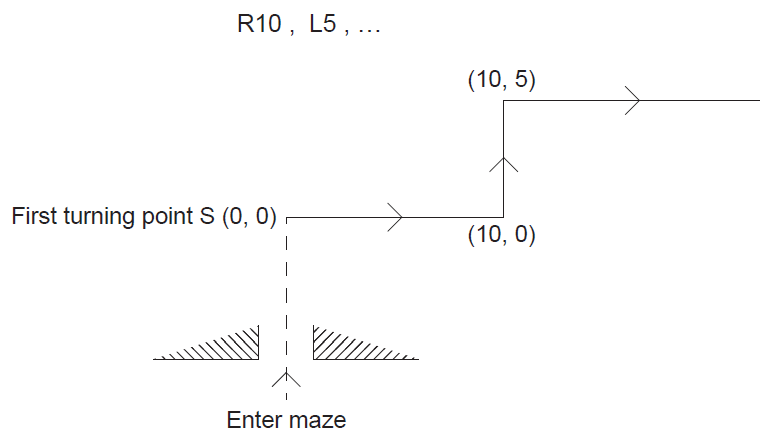 R10 , L5 , …
(10, 5)
First turning point S (0, 0)
(10, 0)
Enter maze